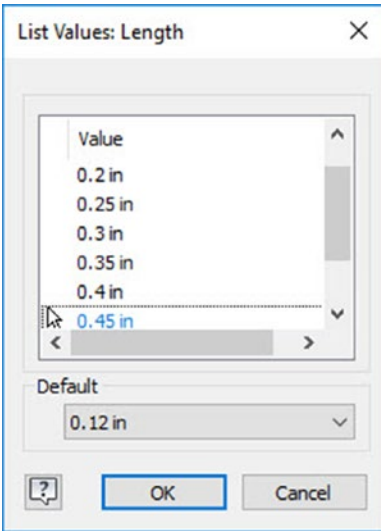 List Values: Length
Value
0.2 in
0.25 in
0.3 in
0.35 in
0.4 in
0.45 in
Default
0.12 in
?
OK Cancel